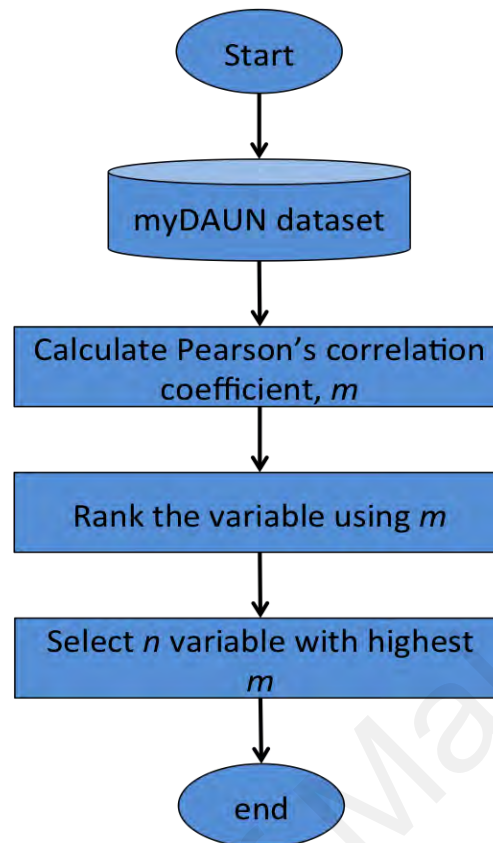 Start
myDAUN dataset
Calculate Pearson’s correlation
coefficient, m
Rank the variable using m
Select n variable with highest
m
end